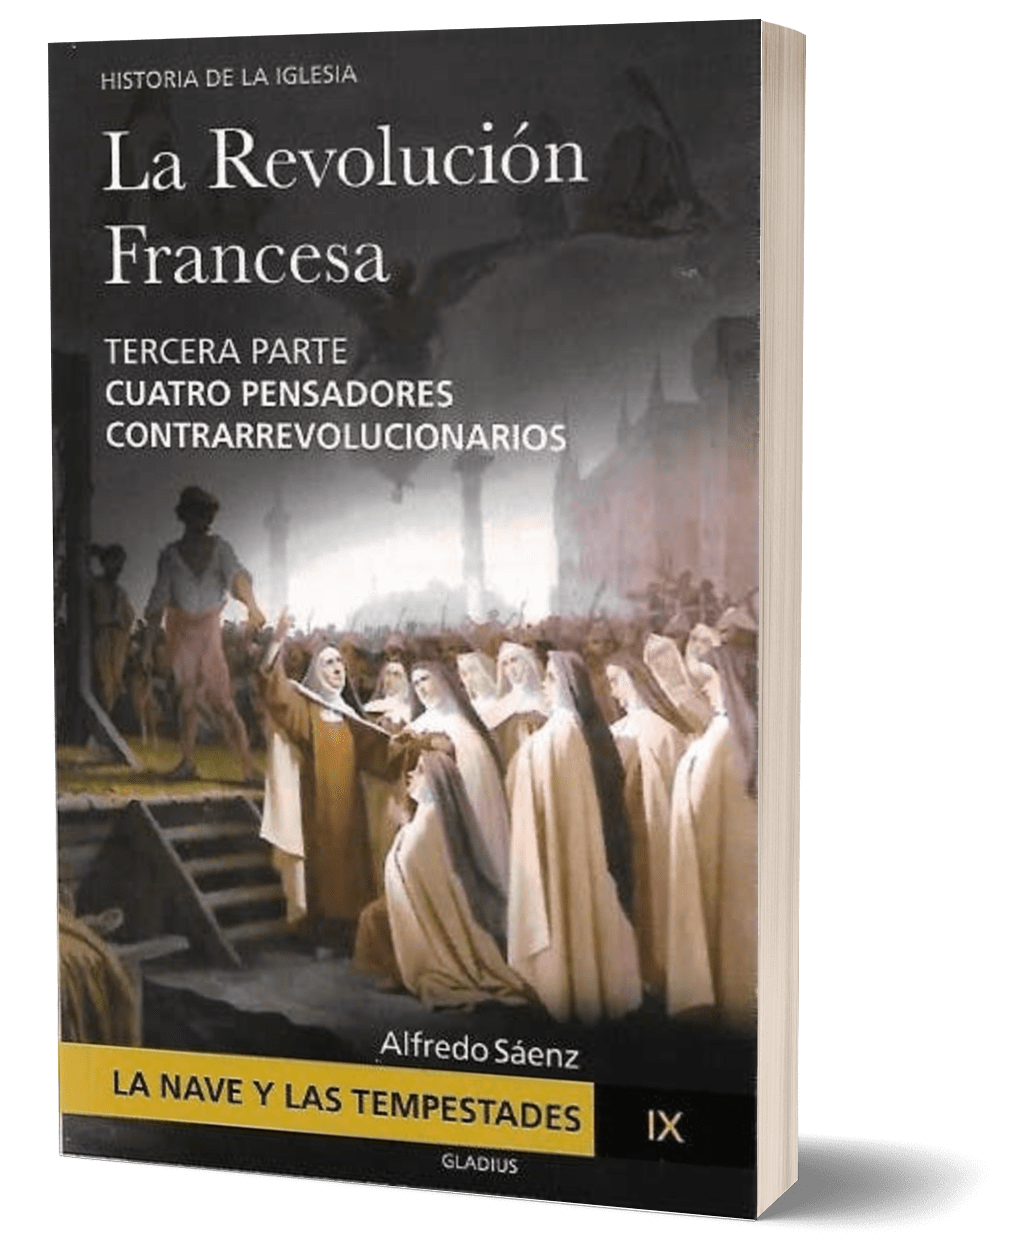 HISTORIA DE LA IGLESIA
La Revolución
Francesa
TERCERA PARTE
CUATRO PENSADORES
CONTRARREVOLUCIONARIOS
Alfredo Sáenz
LA NAVE Y LAS TEMPESTADES
IX
GLADIUS